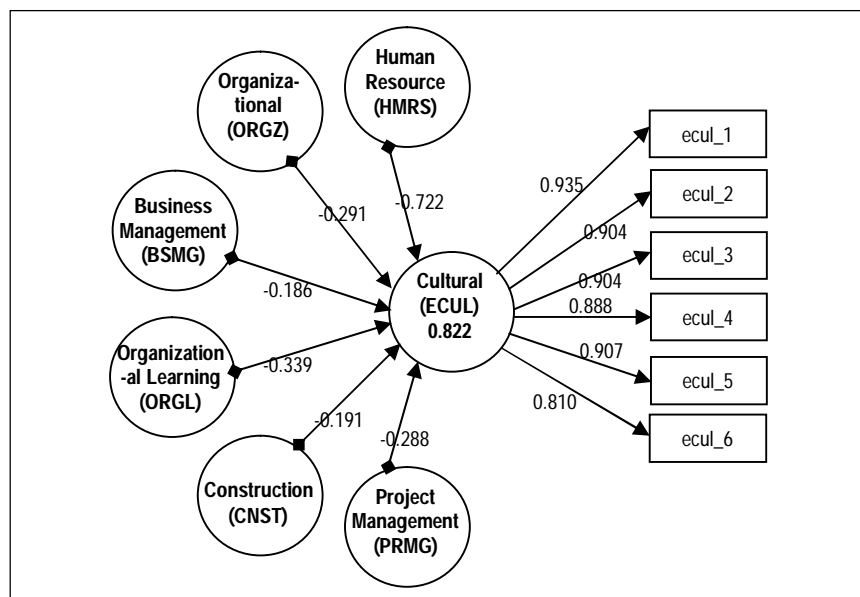 Human
Resource
(HMRS)
Organiza-
tional
(ORGZ)
Business
Management
(BSMG)
Organization
-al Learning
(ORGL)
Construction
(CNST)
Project
Management
(PRMG)
-0.722
-0.291
-0.186
-0.339
-0.191
-0.288
Cultural
(ECUL)
0.822
0.935
0.904
0.904
0.888
0.907
0.810
ecul_1
ecul_2
ecul_3
ecul_4
ecul_5
ecul_6